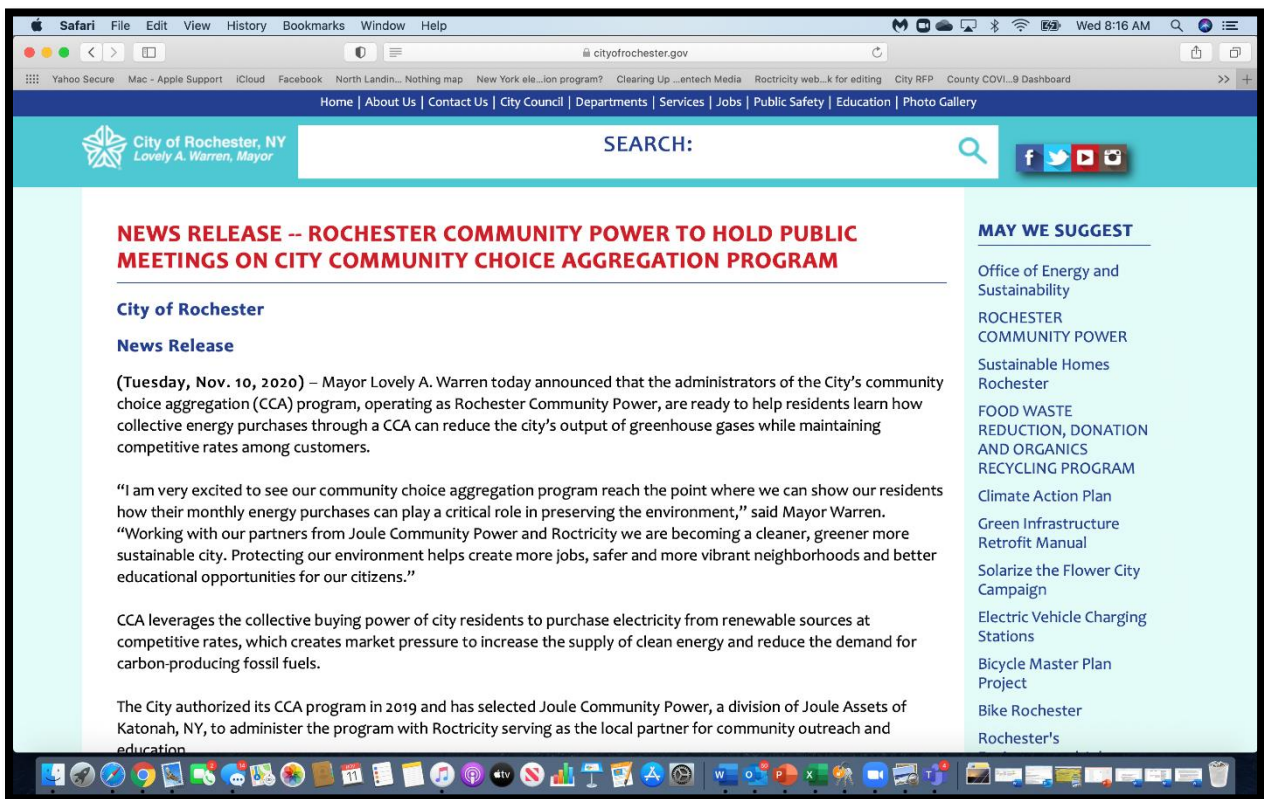 Safari File Edit View History Bookmarks Window Help
Wed 8:16 AM
cityofrochester.gov
Yahoo Secure Mac - Apple Support iCloud Facebook North Landin... Nothing map New York ele...ion program? Clearing Up ...entech Media Roctricity web...k for editing City RFP County COVI...9 Dashboard >> +
Home | About Us | Contact Us | City Council | Departments | Services | Jobs | Public Safety | Education | Photo Gallery
City of Rochester, NY
Lovely A. Warren, Mayor
SEARCH:
NEWS RELEASE -- ROCHESTER COMMUNITY POWER TO HOLD PUBLIC
MEETINGS ON CITY COMMUNITY CHOICE AGGREGATION PROGRAM
City of Rochester
News Release
(Tuesday, Nov. 10, 2020) – Mayor Lovely A. Warren today announced that the administrators of the City's community
choice aggregation (CCA) program, operating as Rochester Community Power, are ready to help residents learn how
collective energy purchases through a CCA can reduce the city's output of greenhouse gases while maintaining
competitive rates among customers.
“I am very excited to see our community choice aggregation program reach the point where we can show our residents
how their monthly energy purchases can play a critical role in preserving the environment,” said Mayor Warren.
“Working with our partners from Joule Community Power and Roctricity we are becoming a cleaner, greener more
sustainable city. Protecting our environment helps create more jobs, safer and more vibrant neighborhoods and better
educational opportunities for our citizens.”
CCA leverages the collective buying power of city residents to purchase electricity from renewable sources at
competitive rates, which creates market pressure to increase the supply of clean energy and reduce the demand for
carbon-producing fossil fuels.
The City authorized its CCA program in 2019 and has selected Joule Community Power, a division of Joule Assets of
Katonah, NY, to administer the program with Roctricity serving as the local partner for community outreach and
education
MAY WE SUGGEST
Office of Energy and
Sustainability
ROCHESTER
COMMUNITY POWER
Sustainable Homes
Rochester
FOOD WASTE
REDUCTION, DONATION
AND ORGANICS
RECYCLING PROGRAM
Climate Action Plan
Green Infrastructure
Retrofit Manual
Solarize the Flower City
Campaign
Electric Vehicle Charging
Stations
Bicycle Master Plan
Project
Bike Rochester
Rochester's